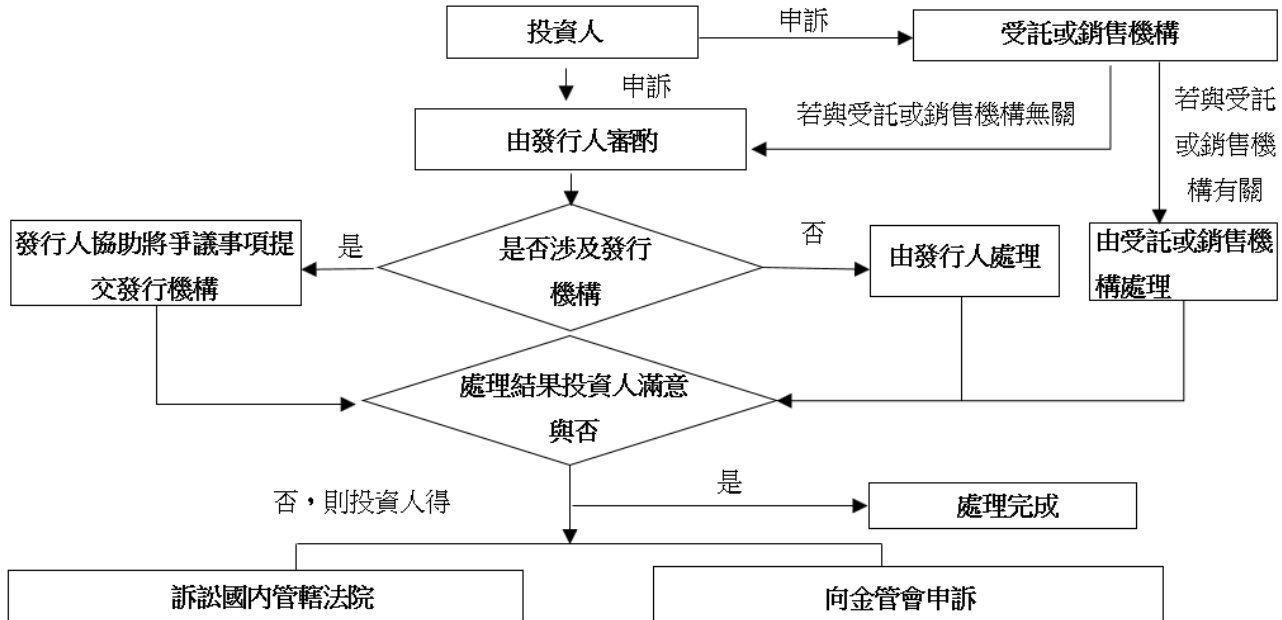 投資人
申訴
受託或銷售機構
申訴
若與受託或銷售機構無關
若與受託
或銷售機
構有關
由發行人審酌
發行人協助將爭議事項提
交發行機構
是
是否涉及發行
機構
否
由發行人處理
由受託或銷售機
構處理
處理結果投資人滿意
與否
否，則投資人得
是
處理完成
訴訟國內管轄法院
向金管會申訴